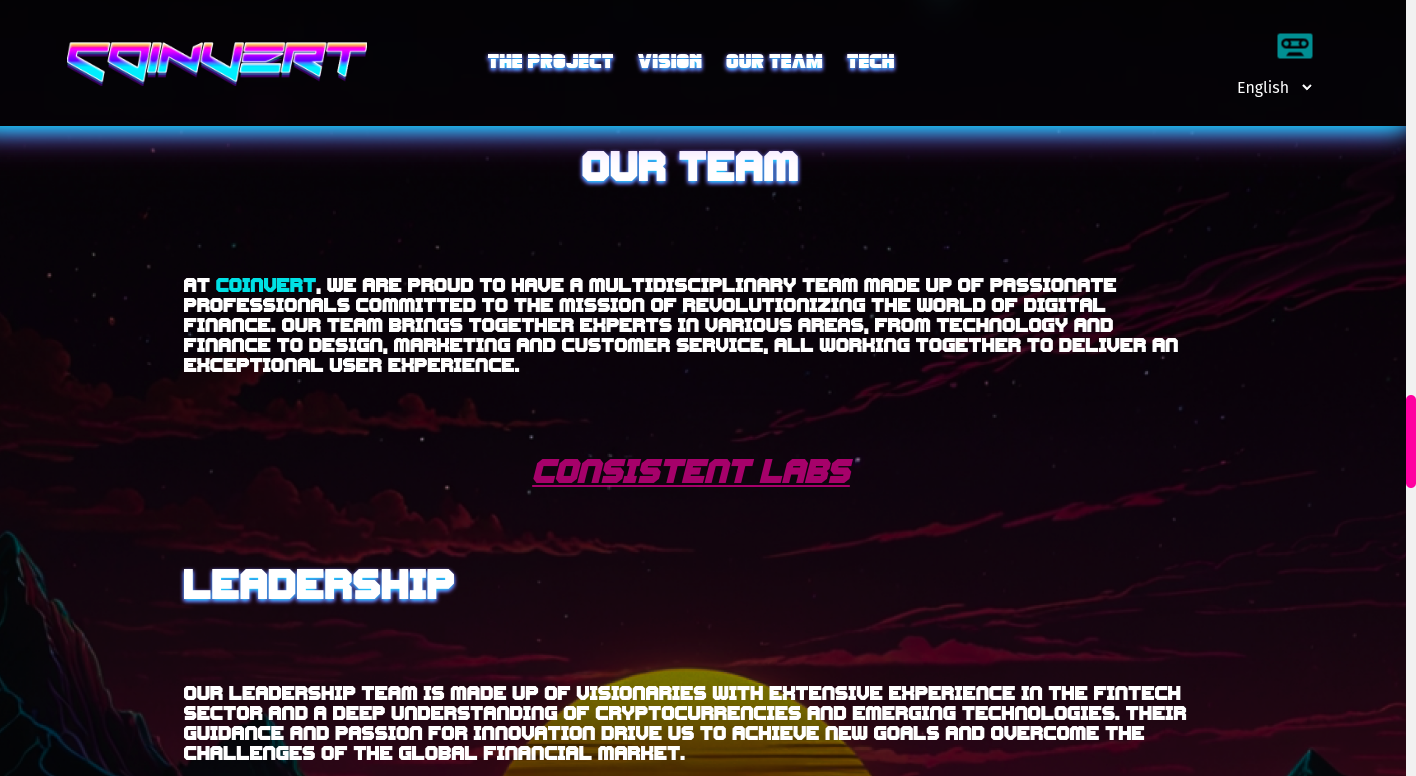 COINVERT
THE PROJECT VISION OUR TEAM TECH
English
OUR TEAM
AT COINVERT, WE ARE PROUD TO HAVE A MULTIDISCIPLINARY TEAM MADE UP OF PASSIONATE
PROFESSIONALS COMMITTED TO THE MISSION OF REVOLUTIONIZING THE WORLD OF DIGITAL
FINANCE. OUR TEAM BRINGS TOGETHER EXPERTS IN VARIOUS AREAS, FROM TECHNOLOGY AND
FINANCE TO DESIGN, MARKETING AND CUSTOMER SERVICE, ALL WORKING TOGETHER TO DELIVER AN
EXCEPTIONAL USER EXPERIENCE.
CONSISTENT LABS
LEADERSHIP
OUR LEADERSHIP TEAM IS MADE UP OF VISIONARIES WITH EXTENSIVE EXPERIENCE IN THE FINTECH
SECTOR AND A DEEP UNDERSTANDING OF CRYPTOCURRENCIES AND EMERGING TECHNOLOGIES. THEIR
GUIDANCE AND PASSION FOR INNOVATION DRIVE US TO ACHIEVE NEW GOALS AND OVERCOME THE
CHALLENGES OF THE GLOBAL FINANCIAL MARKET.